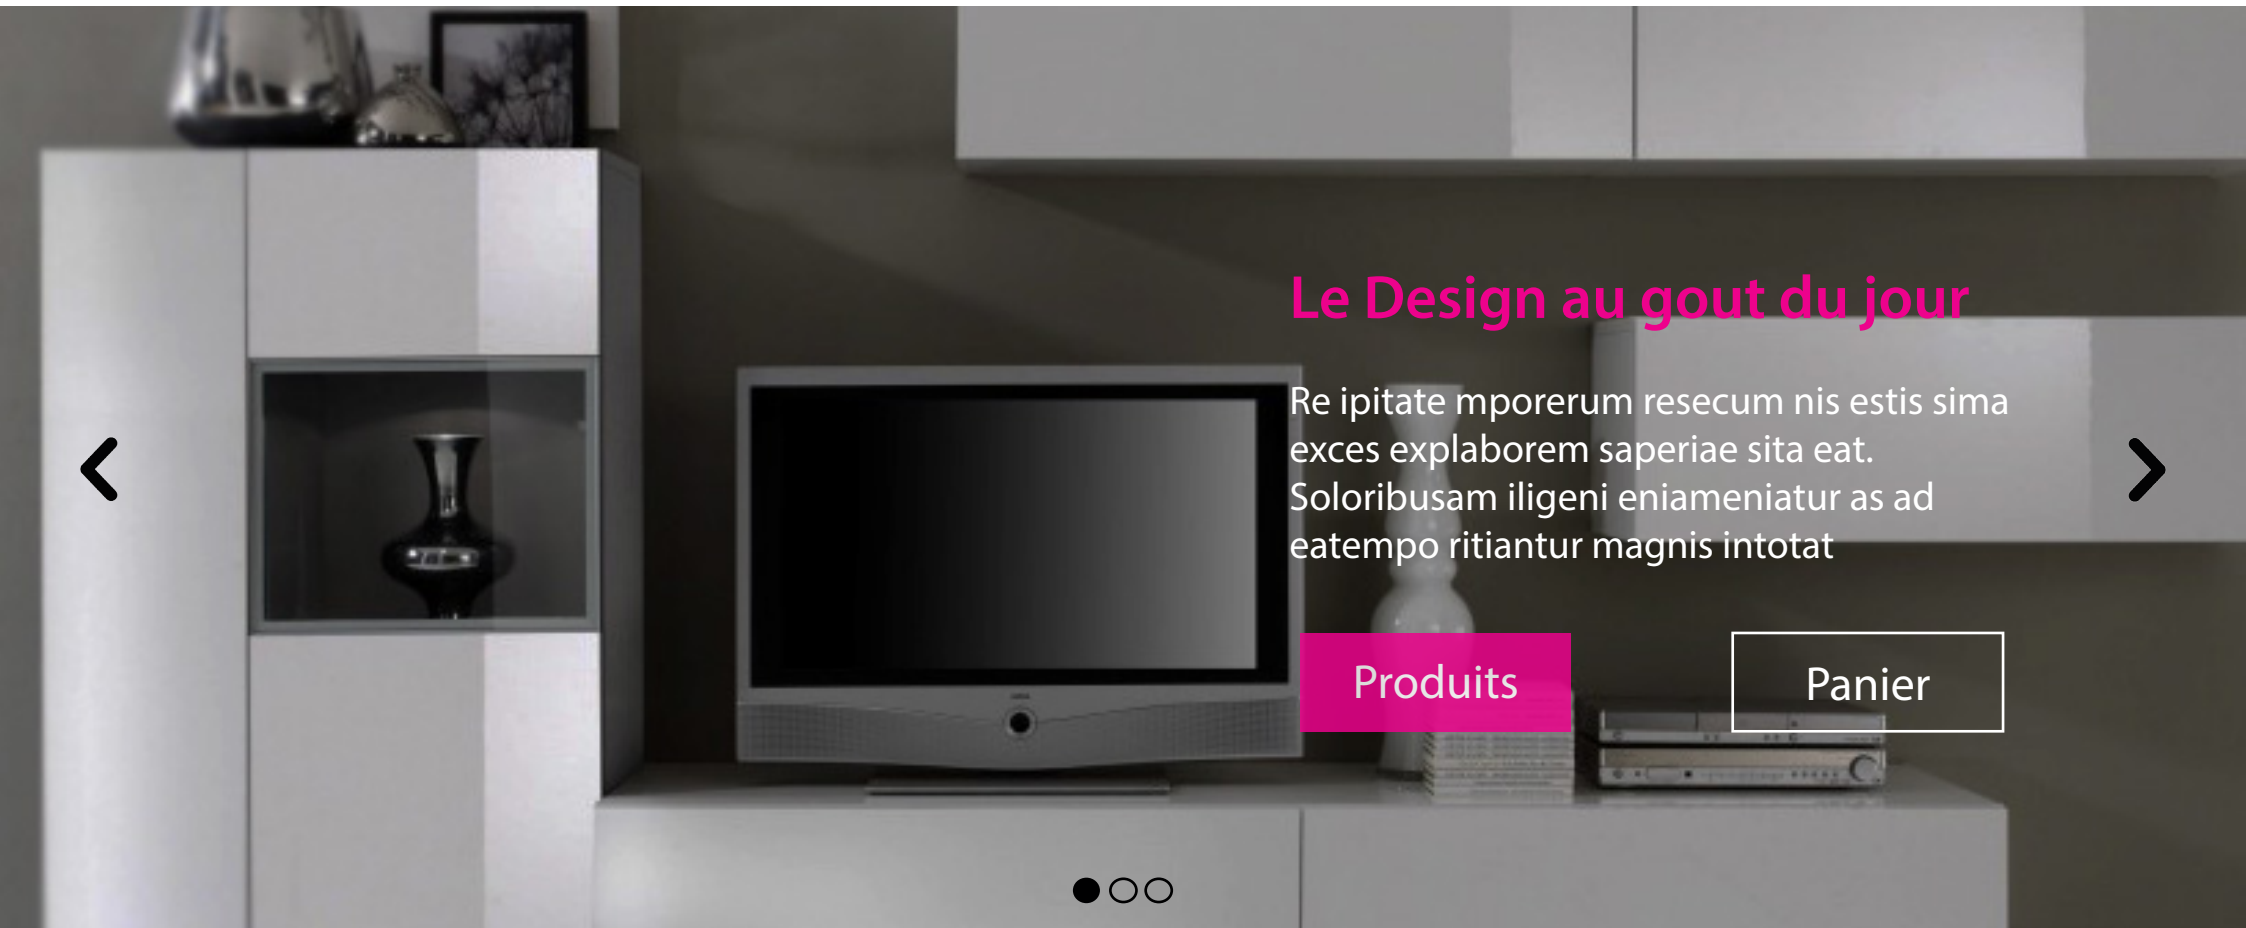 Le Design au gout du jour
Re ipitate mporerum resecum nis estis sima
exces explaborem saperiae sita eat.
Soloribusam iligeni eniameniatur as ad
eatempo ritiantur magnis intotat
Produits
Panier